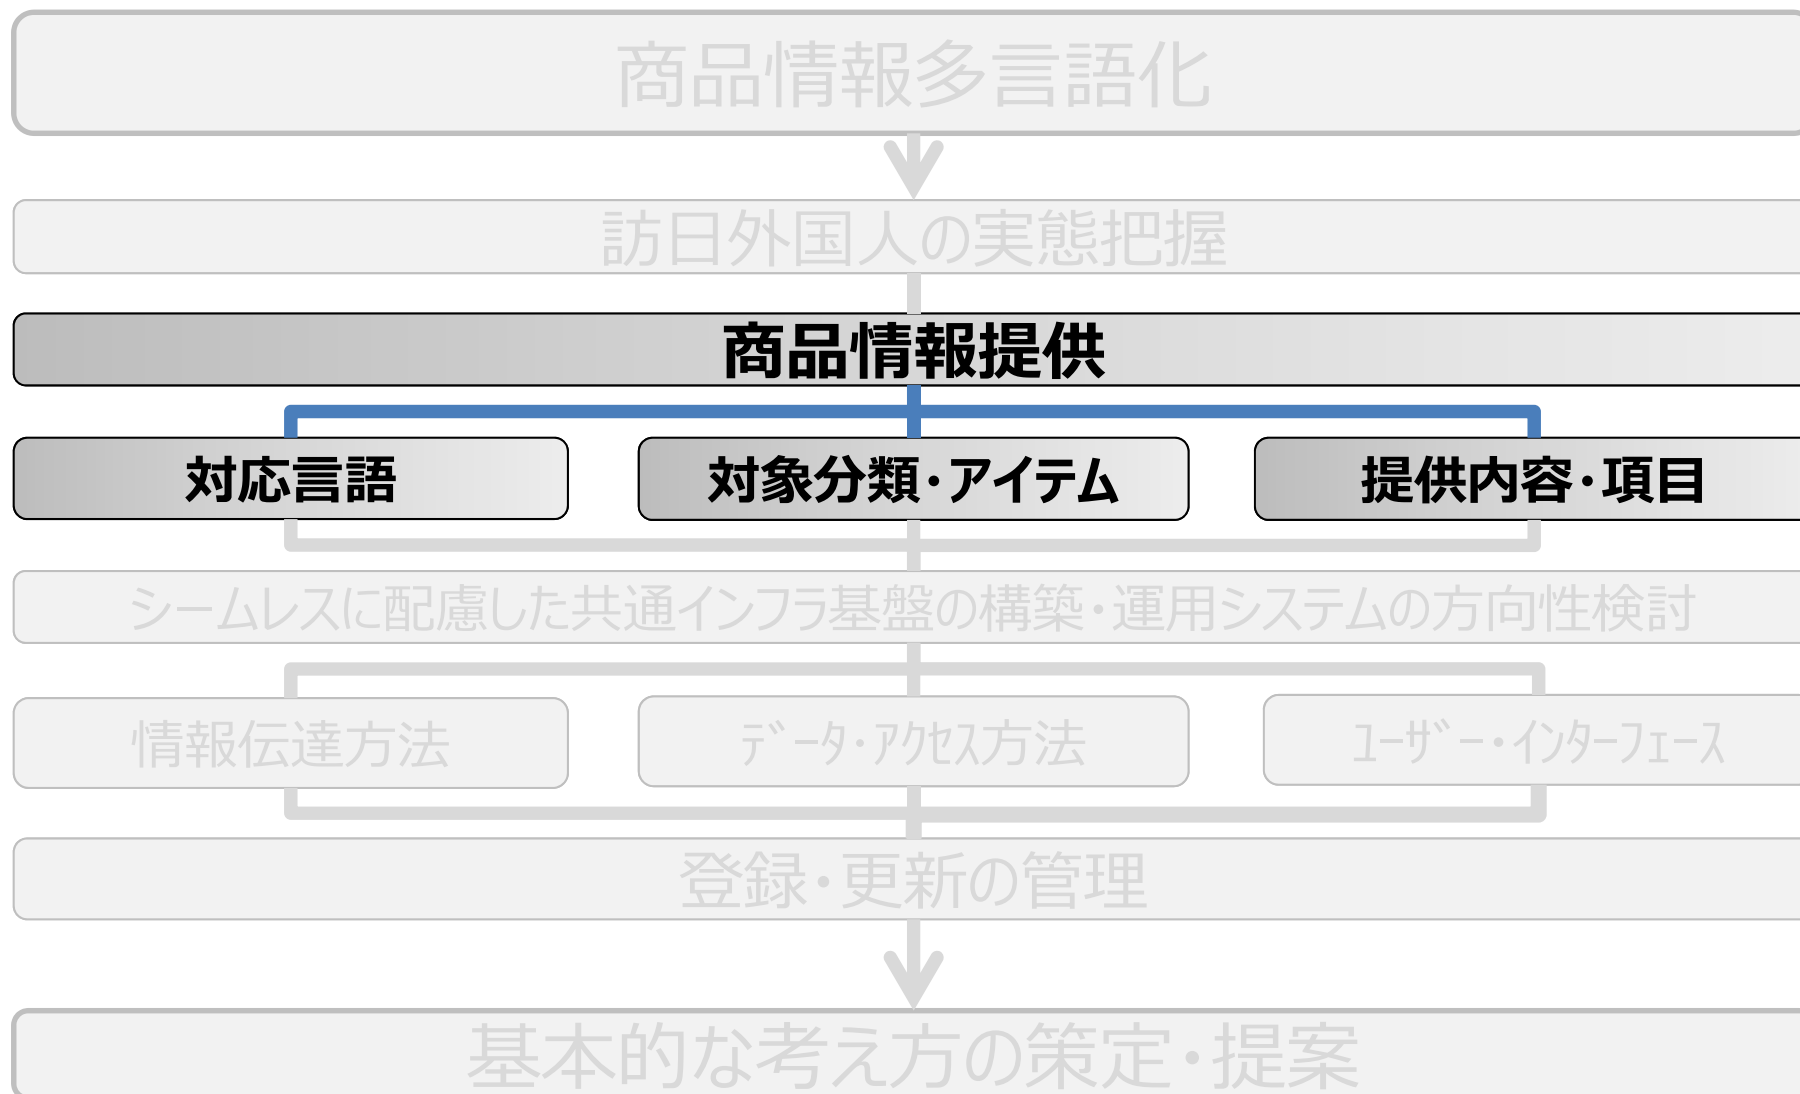 商品情報多言語化
訪日外国人の実態把握
商品情報提供
対応言語
対象分類・アイテム
提供内容・項目
シームレスに配慮した共通インフラ基盤の構築・運用システムの方向性検討
情報伝達方法
ﾃﾞｰﾀ・ｱｸｾｽ方法
ﾕｰｻﾞｰ・ｲﾝﾀｰﾌｪｰｽ
登録・更新の管理
基本的な考え方の策定・提案